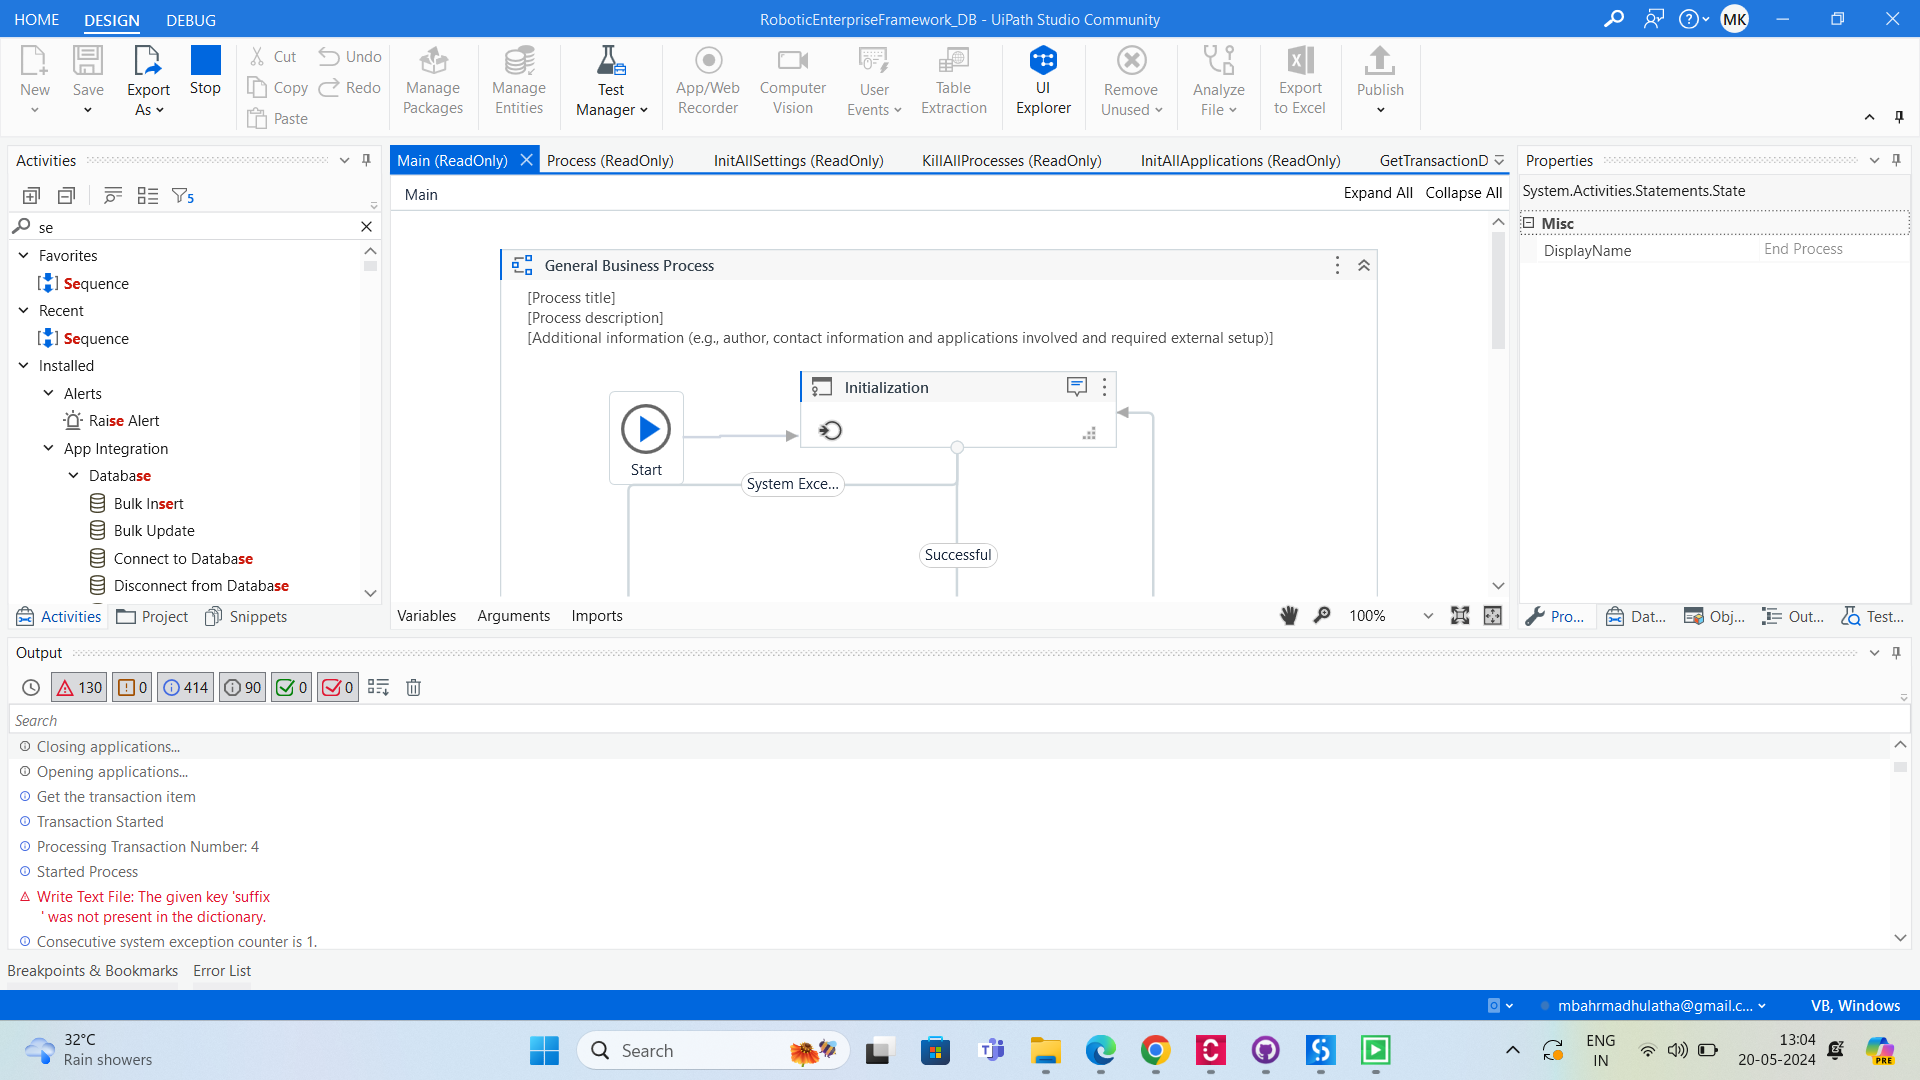 HOME DESIGN DEBUG
RoboticEnterpriseFramework_DB - UiPath Studio Community
MK
New
Save
Export
As
Stop
Cut
Copy
Paste
Undo
Redo
Manage
Packages
Manage
Entities
Test
Manager
App/Web
Recorder
Computer
Vision
User
Events
Table
Extraction
UI
Explorer
Remove
Unused
Analyze
File
Export
to Excel
Publish
Activities
5
se
Favorites
Sequence
Recent
Sequence
Installed
Alerts
Raise Alert
App Integration
Database
Bulk Insert
Bulk Update
Connect to Database
Disconnect from Database
Activities Project Snippets
Main (ReadOnly) Process (ReadOnly) InitAllSettings (ReadOnly) KillAllProcesses (ReadOnly) InitAllApplications (ReadOnly) GetTransactionD
Main
Expand All Collapse All
General Business Process
[Process title]
[Process description]
[Additional information (e.g., author, contact information and applications involved and required external setup)]
Initialization
Start
System Exce...
Successful
Variables Arguments Imports
100%
Properties
System.Activities.Statements.State
Misc
DisplayName End Process
Pro... Dat... Obj... Out... Test...
Output
130 0 414 90 0 0
Search
Closing applications...
Opening applications...
Get the transaction item
Transaction Started
Processing Transaction Number: 4
Started Process
Write Text File: The given key 'suffix
' was not present in the dictionary.
Consecutive system exception counter is 1.
Breakpoints & Bookmarks Error List
mbahrmadhulatha@gmail.c... VB, Windows
32°C
Rain showers
Search
ENG
IN
13:04
20-05-2024
PRE